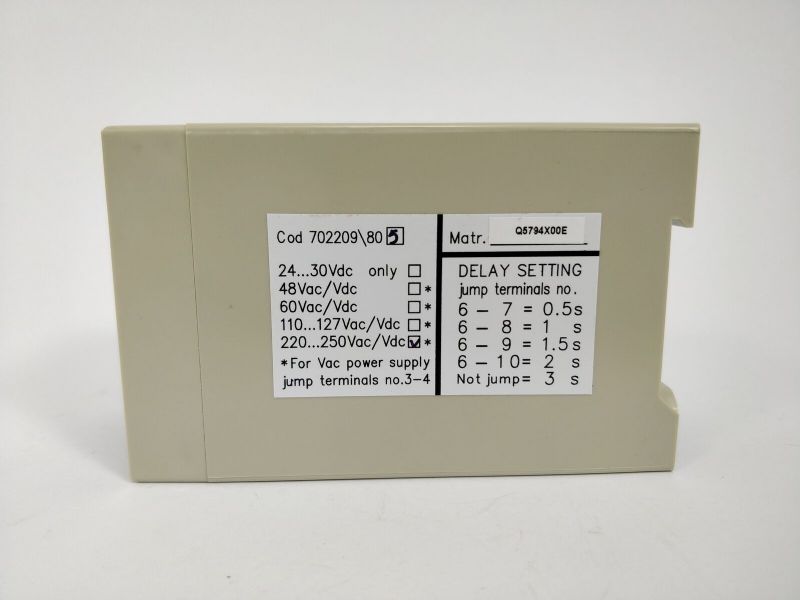 Cod 702209\80 5
24...30Vdc only ☐
48Vac/Vdc ☐*
60Vac/Vdc ☐*
110...127Vac/Vdc ☐*
220...250Vac/Vdc ☑*
*For Vac power supply
jump terminals no.3-4
Matr. Q5794X00E
DELAY SETTING
jump terminals no.
6 - 7 = 0.5s
6 - 8 = 1 s
6 - 9 = 1.5s
6 - 10 = 2 s
Not jump = 3 s